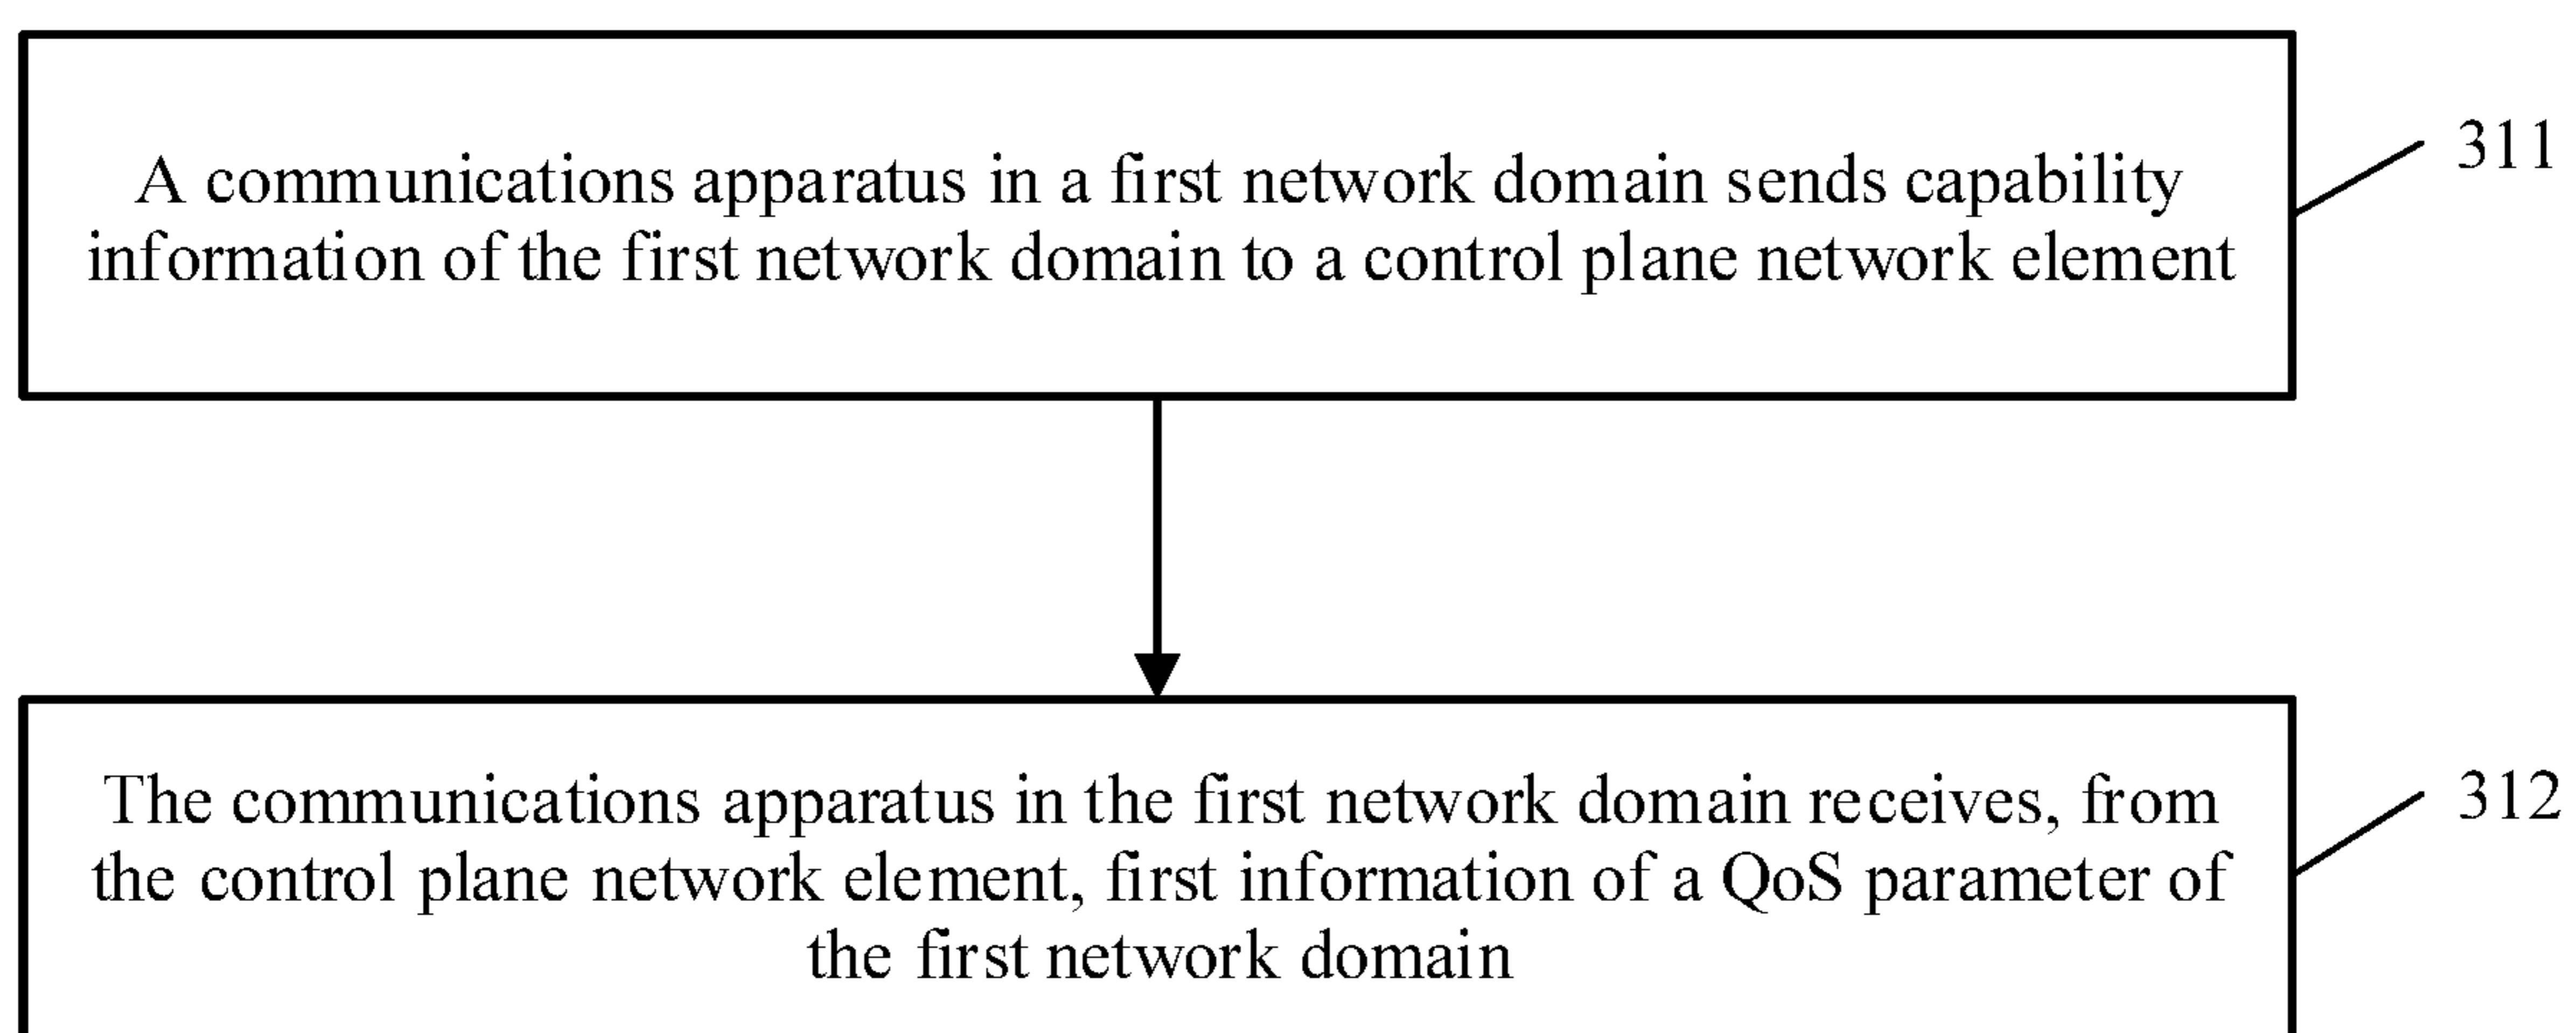 A communications apparatus in a first network domain sends capability
information of the first network domain to a control plane network element
311
The communications apparatus in the first network domain receives, from
the control plane network element, first information of a QoS parameter of
the first network domain
312